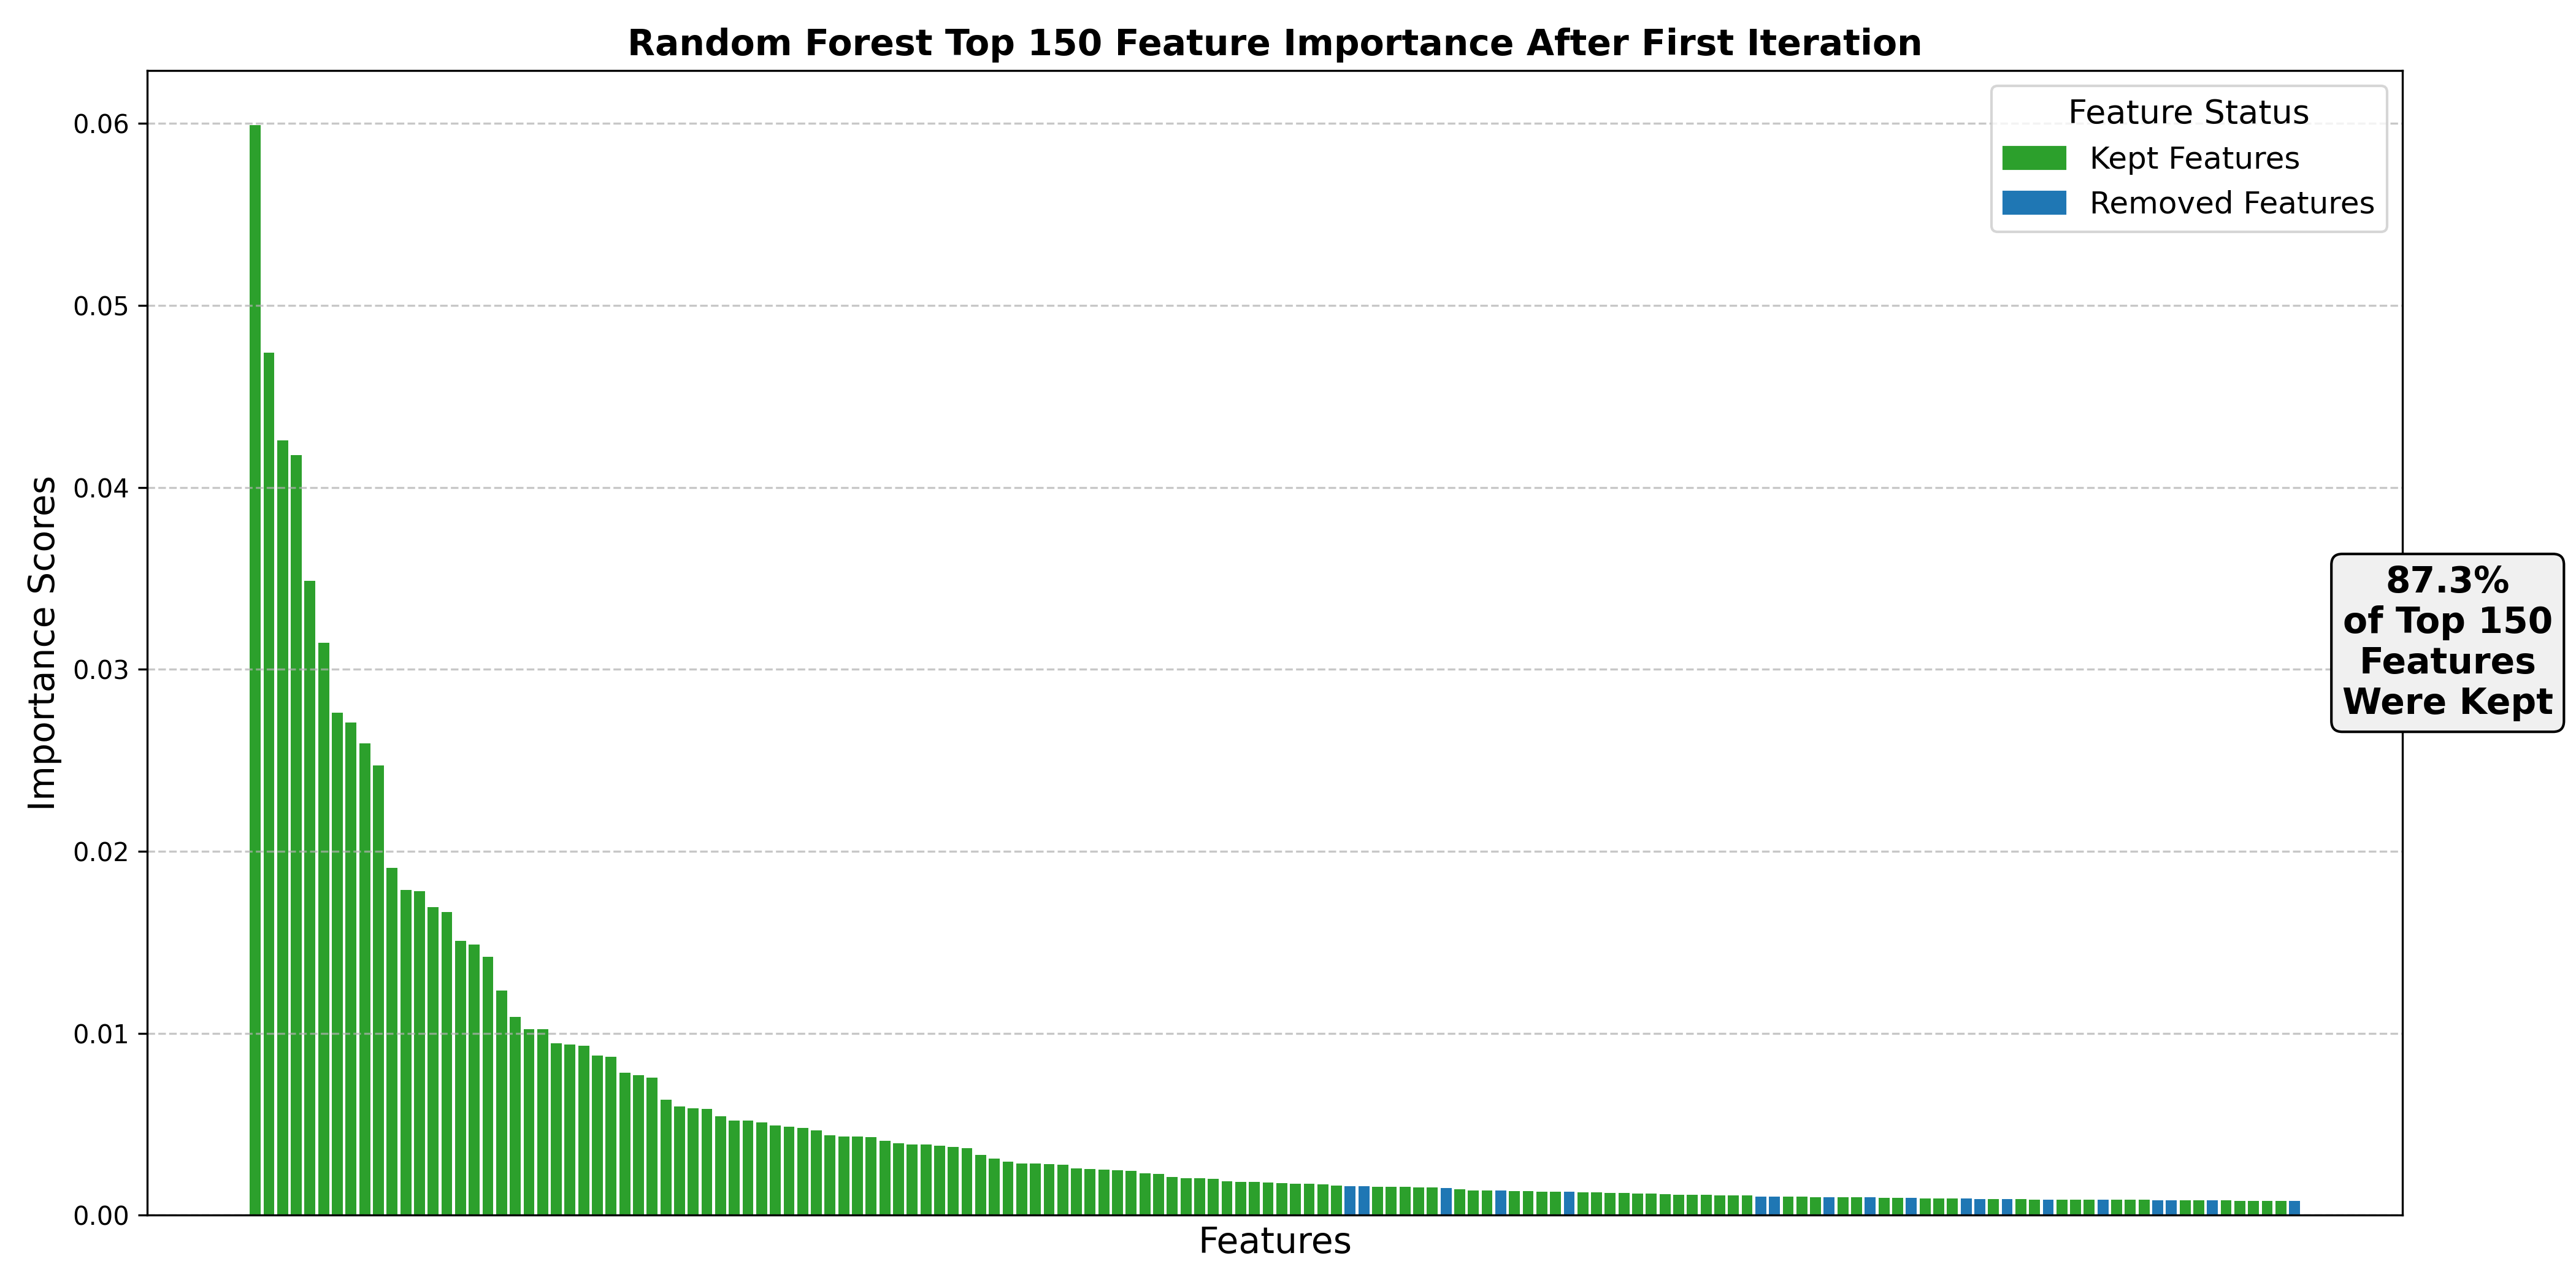 Random Forest Top 150 Feature Importance After First Iteration
Feature Status
Kept Features
Removed Features
0.06
0.05
0.04
0.03
0.02
0.01
0.00
Importance Scores
Features
87.3%
of Top 150
Features
Were Kept